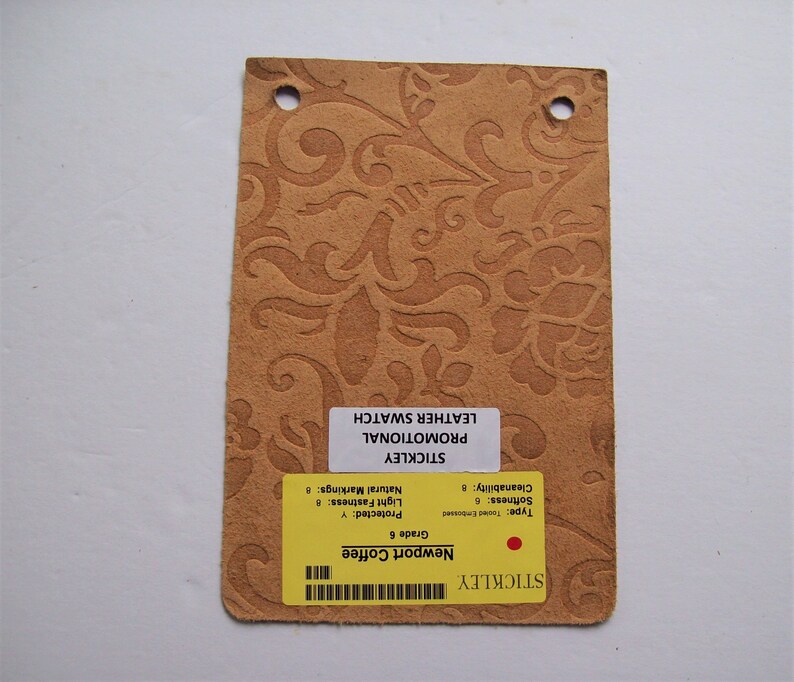 STICKLEY
Newport Coffee
Grade 6
Type: Tooled Embossed
Protected: Y
Softness: 6
Light Fastness: 8
Cleanability: 8
Natural Markings: 8
STICKLEY
PROMOTIONAL
LEATHER SWATCH